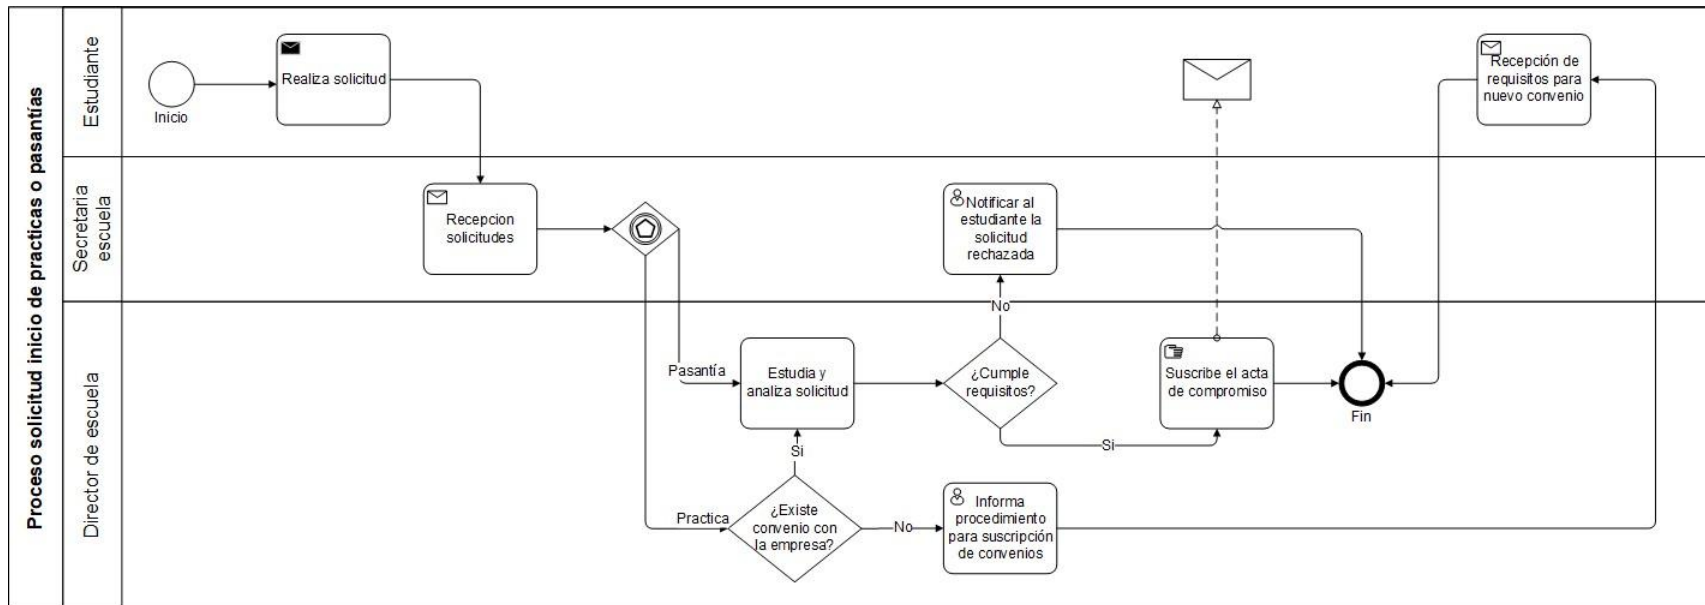 Proceso solicitud inicio de practicas o pasantías
Estudiante
Inicio
Realiza solicitud
Recepción de
requisitos para
nuevo convenio
Secretaria
escuela
Recepcion
solicitudes
Notificar al
estudiante la
solicitud
rechazada
No
Director de escuela
Pasantía
Estudia y
analiza solicitud
¿Cumple
requisitos?
Suscribe el acta
de compromiso
Fin
Si
Si
Practica
¿Existe
convenio con
la empresa?
No
Informa
procedimiento
para suscripción
de convenios